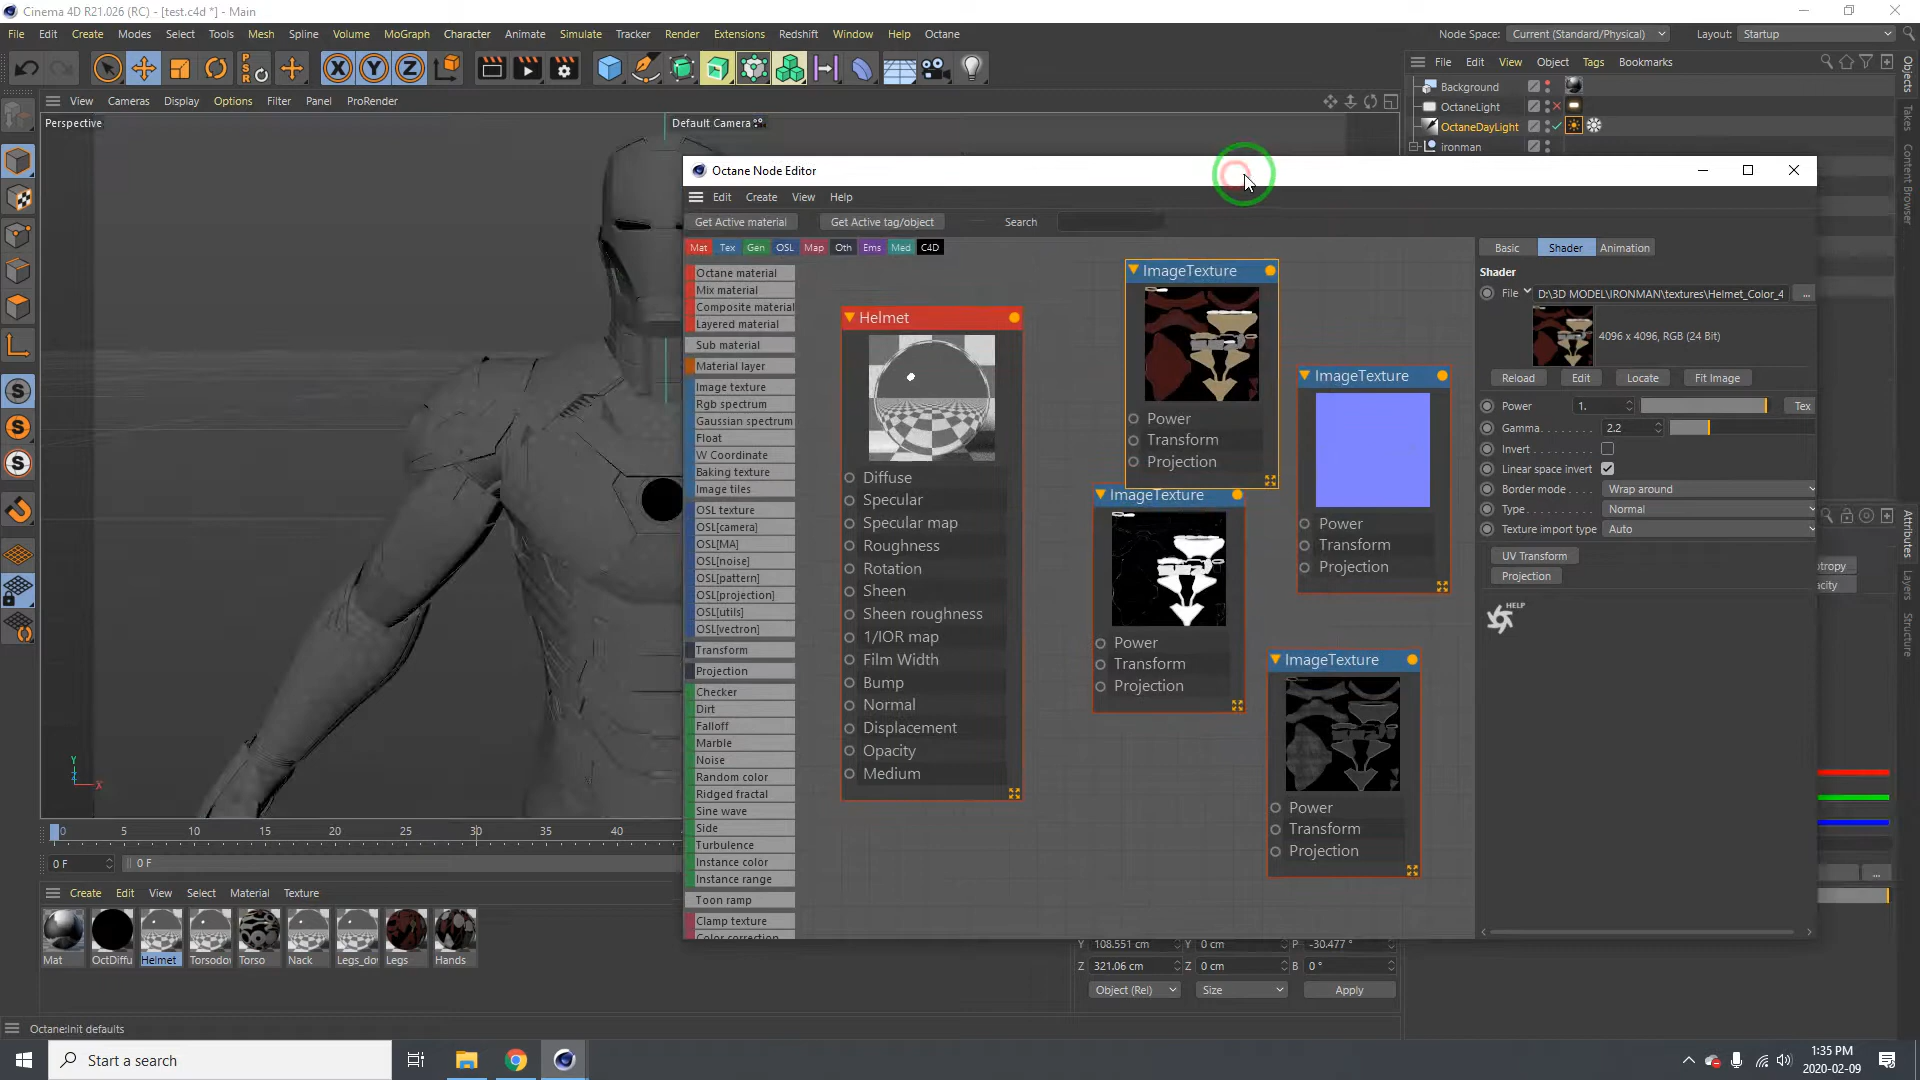 Cinema 4D R21.026 (RC) - [test.c4d *] - Main
File Edit Create Modes Select Tools Mesh Spline Volume MoGraph Character Animate Simulate Tracker Render Extensions Redshift Window Help Octane
Node Space: Current (Standard/Physical) Layout: Startup
File Edit View Object Tags Bookmarks
View Cameras Display Options Filter Panel ProRender
Perspective
Default Camera
Background
OctaneLight
OctaneDayLight
ironman
Objects
Takes
Content Browser
Attributes
Layers
Structure
Octane Node Editor
Edit Create View Help
Get Active material Get Active tag/object Search
Mat Tex Gen OSL Map Oth Ems Med C4D
Octane material
Mix material
Composite material
Layered material
Sub material
Material layer
Image texture
Rgb spectrum
Gaussian spectrum
Float
W Coordinate
Baking texture
Image tiles
OSL texture
OSL[camera]
OSL[MA]
OSL[noise]
OSL[pattern]
OSL[projection]
OSL[utils]
OSL[vectron]
Transform
Projection
Checker
Dirt
Falloff
Marble
Noise
Random color
Ridged fractal
Sine wave
Side
Turbulence
Instance color
Instance range
Toon ramp
Clamp texture
Color correction
Helmet
Diffuse
Specular
Specular map
Roughness
Rotation
Sheen
Sheen roughness
1/IOR map
Film Width
Bump
Normal
Displacement
Opacity
Medium
ImageTexture
Power
Transform
Projection
ImageTexture
Power
Transform
Projection
ImageTexture
Power
Transform
Projection
ImageTexture
Power
Transform
Projection
Basic Shader Animation
Shader
File D:\3D MODEL\IRONMAN\textures\Helmet_Color_4 ...
4096 x 4096, RGB (24 Bit)
Reload Edit Locate Fit Image
Power 1. Tex
Gamma . . . . . . . 2.2
Invert . . . . . . . .
Linear space invert
Border mode . . . . Wrap around
Type . . . . . . . . . Normal
Texture import type Auto
UV Transform
Projection
HELP
otropy
acity
...
0 5 10 15 20 25 30 35 40
0 F 0 F
Create Edit View Select Material Texture
Mat OctDiffu Helmet Torsodov Torso Nack Legs_do Legs Hands
Y 108.551 cm Y 0 cm P -30.477 °
Z 321.06 cm Z 0 cm B 0 °
Object (Rel) Size Apply
Octane:Init defaults
Start a search
1:35 PM
2020-02-09
X Y Z
PSR
Y
Z
X